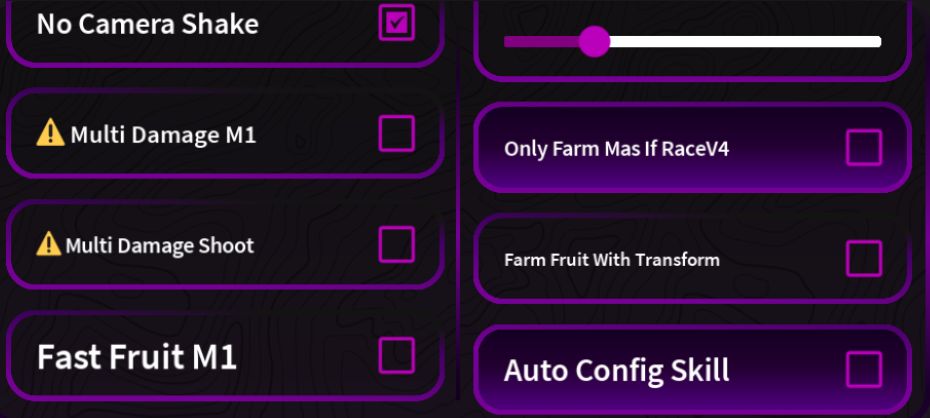 No Camera Shake
⚠️ Multi Damage M1
⚠️ Multi Damage Shoot
Fast Fruit M1
Only Farm Mas If RaceV4
Farm Fruit With Transform
Auto Config Skill